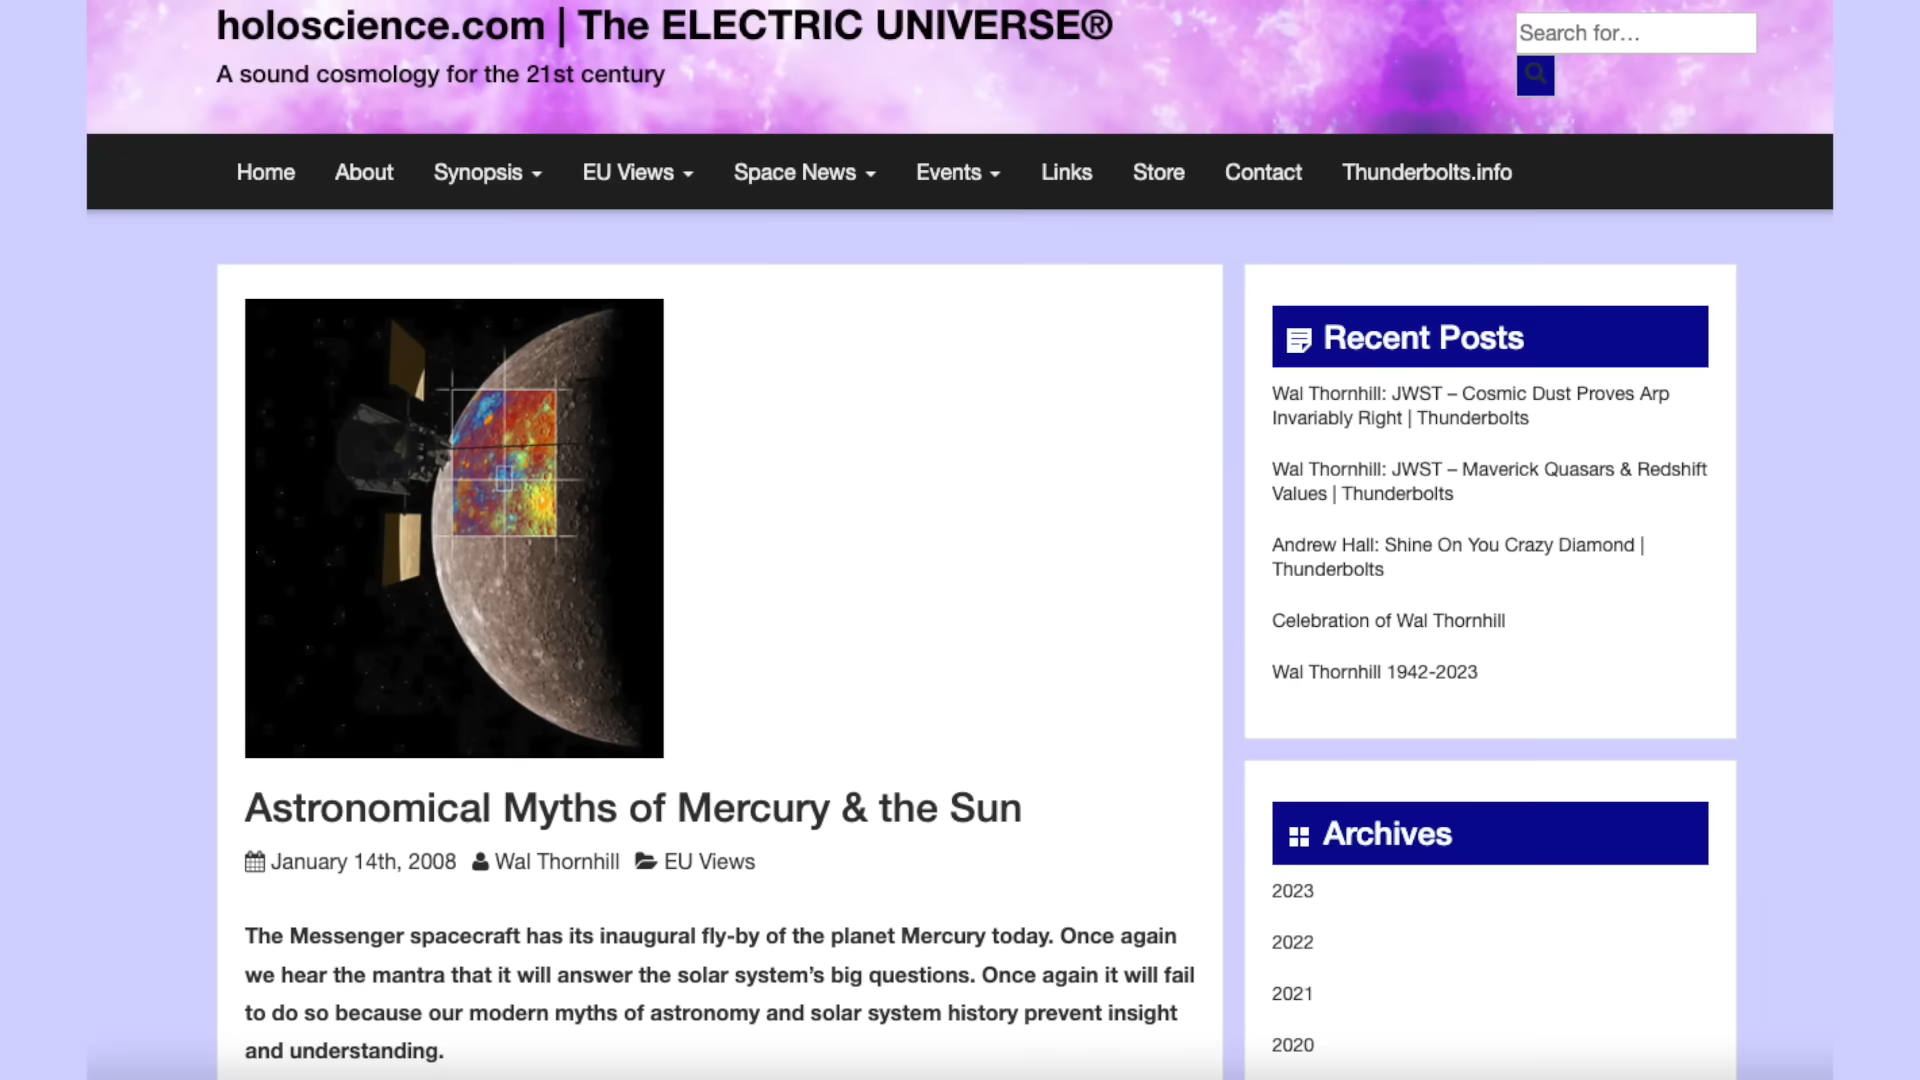 holoscience.com | The ELECTRIC UNIVERSE®
A sound cosmology for the 21st century
Search for…
Home About Synopsis EU Views Space News Events Links Store Contact Thunderbolts.info
Astronomical Myths of Mercury & the Sun
January 14th, 2008 Wal Thornhill EU Views
The Messenger spacecraft has its inaugural fly-by of the planet Mercury today. Once again
we hear the mantra that it will answer the solar system’s big questions. Once again it will fail
to do so because our modern myths of astronomy and solar system history prevent insight
and understanding.
Recent Posts
Wal Thornhill: JWST – Cosmic Dust Proves Arp
Invariably Right | Thunderbolts
Wal Thornhill: JWST – Maverick Quasars & Redshift
Values | Thunderbolts
Andrew Hall: Shine On You Crazy Diamond |
Thunderbolts
Celebration of Wal Thornhill
Wal Thornhill 1942-2023
Archives
2023
2022
2021
2020